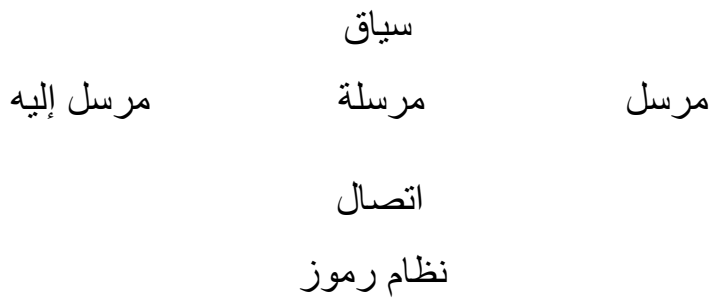 سياق
مرسل مرسلة مرسل إليه
اتصال
نظام رموز